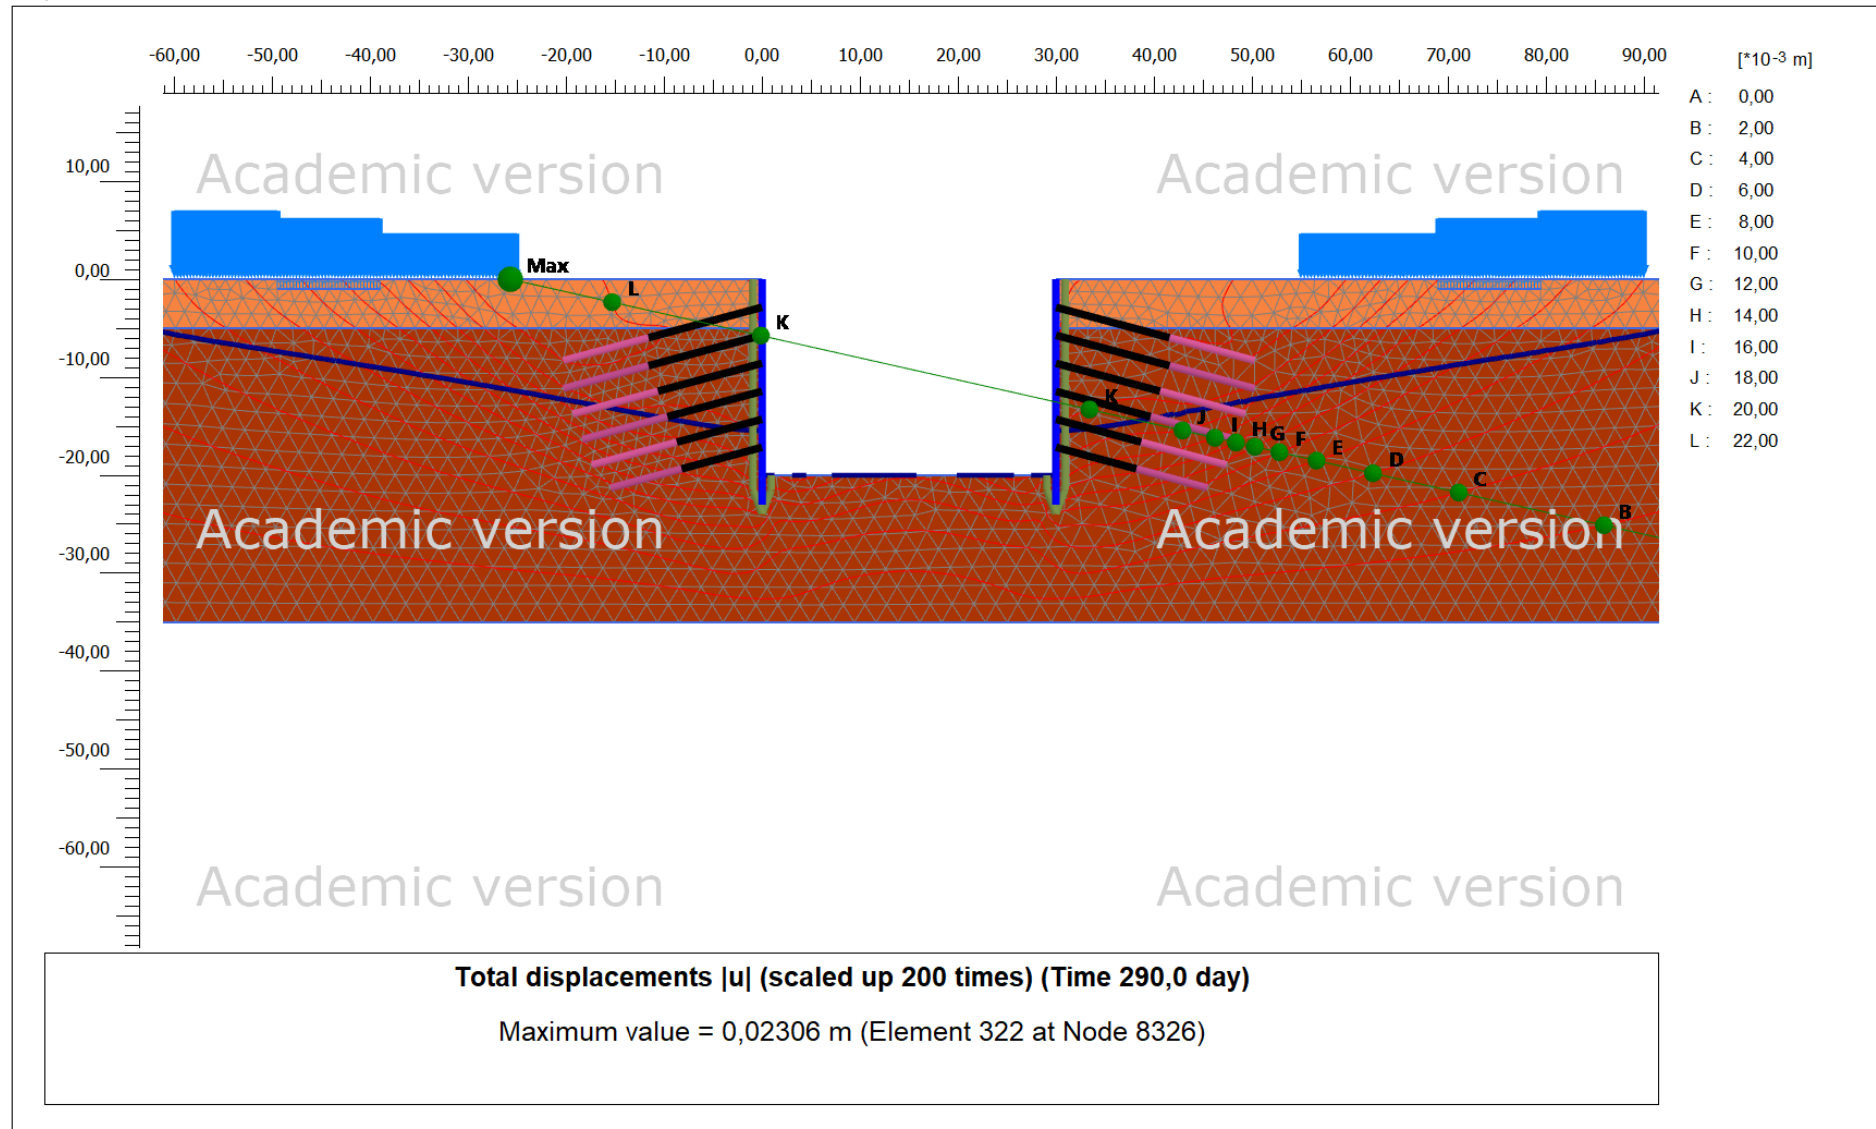 -60,00 -50,00 -40,00 -30,00 -20,00 -10,00 0,00 10,00 20,00 30,00 40,00 50,00 60,00 70,00 80,00 90,00
[*10-3 m]
A : 0,00
B : 2,00
C : 4,00
D : 6,00
E : 8,00
F : 10,00
G : 12,00
H : 14,00
I : 16,00
J : 18,00
K : 20,00
L : 22,00
10,00
0,00
-10,00
-20,00
-30,00
-40,00
-50,00
-60,00
Academic version Academic version
Max
L
K
K
J
I
H
G
F
E
D
C
B
Academic version Academic version
Academic version Academic version
Total displacements |u| (scaled up 200 times) (Time 290,0 day)
Maximum value = 0,02306 m (Element 322 at Node 8326)